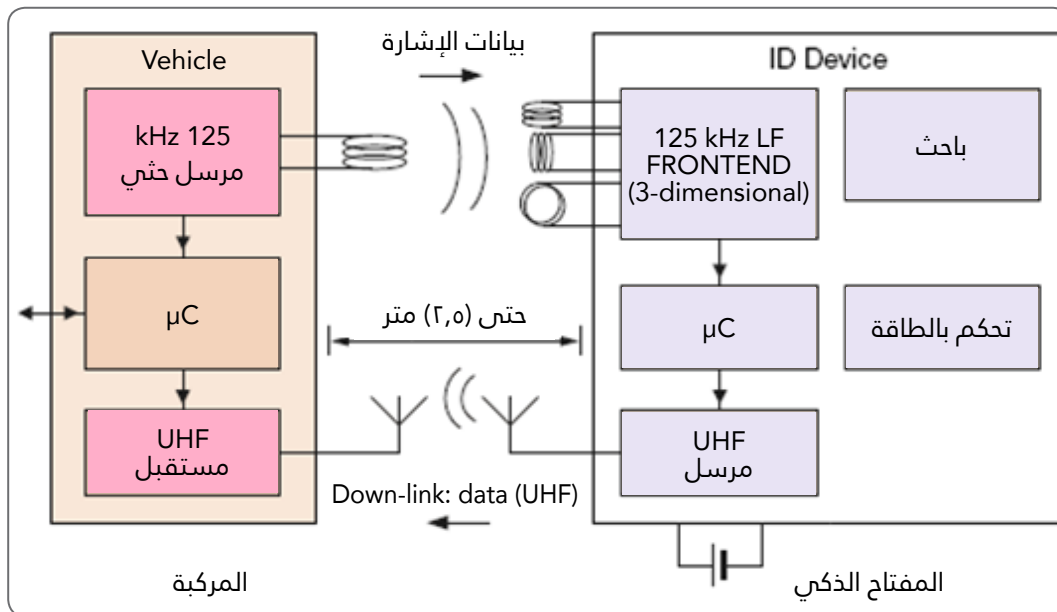 بيانات الإشارة
Vehicle
kHz 125
مرسل حثي
µC
UHF
مستقبل
المركبة
حتى (٢,٥) متر
Down-link: data (UHF)
ID Device
125 kHz LF
FRONTEND
(3-dimensional)
باحث
µC
تحكم بالطاقة
UHF
مرسل
المفتاح الذكي